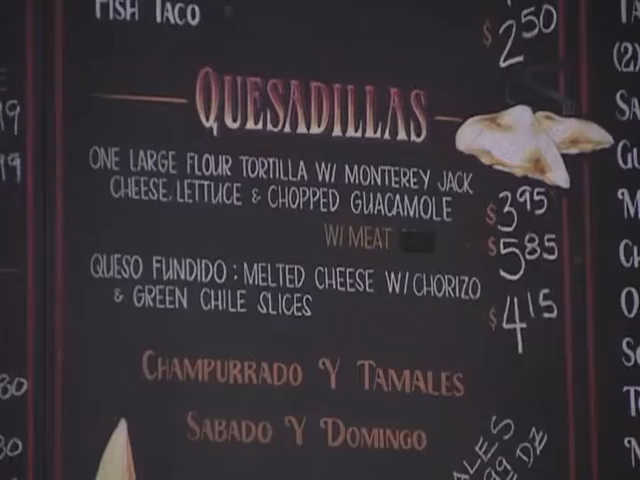 Fish Taco $2.50
QUESADILLAS
ONE LARGE FLOUR TORTILLA W/ MONTEREY JACK
CHEESE, LETTUCE & CHOPPED GUACAMOLE $3.95
W/ MEAT $5.85
QUESO FUNDIDO: MELTED CHEESE W/ CHORIZO
& GREEN CHILE SLICES $4.15
CHAMPURRADO Y TAMALES
SABADO Y DOMINGO